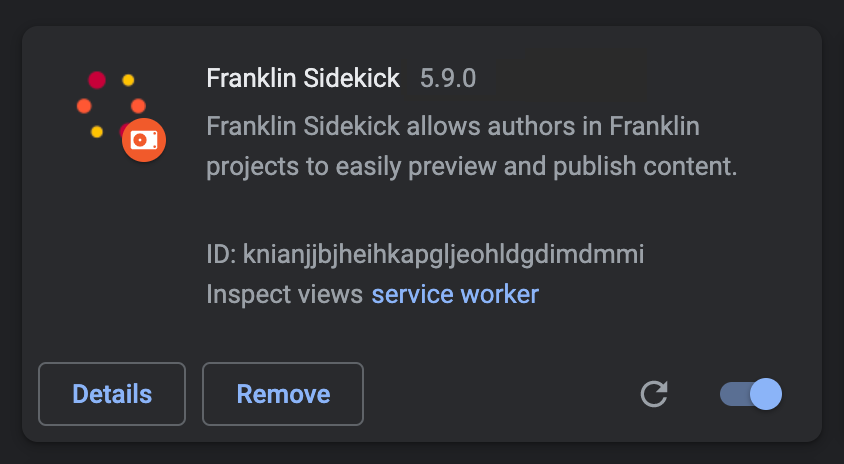 Franklin Sidekick 5.9.0
Franklin Sidekick allows authors in Franklin
projects to easily preview and publish content.
ID: knianjjbjheihkapgljeohldgdimdmmi
Inspect views service worker
Details Remove